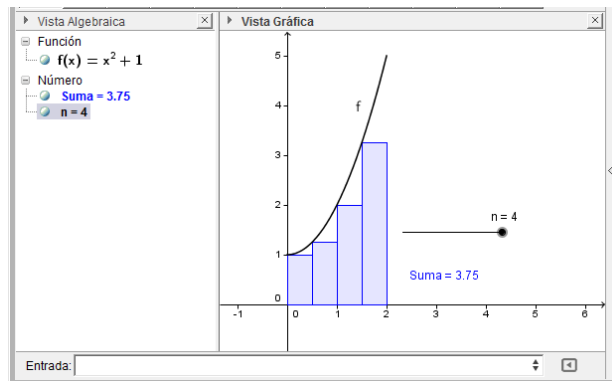 Vista Algebraica
Función
f(x) = x² + 1
Número
Suma = 3.75
n = 4
Vista Gráfica
5
4
3
2
1
0
-1 0 1 2 3 4 5 6
f
n = 4
Suma = 3.75
Entrada: